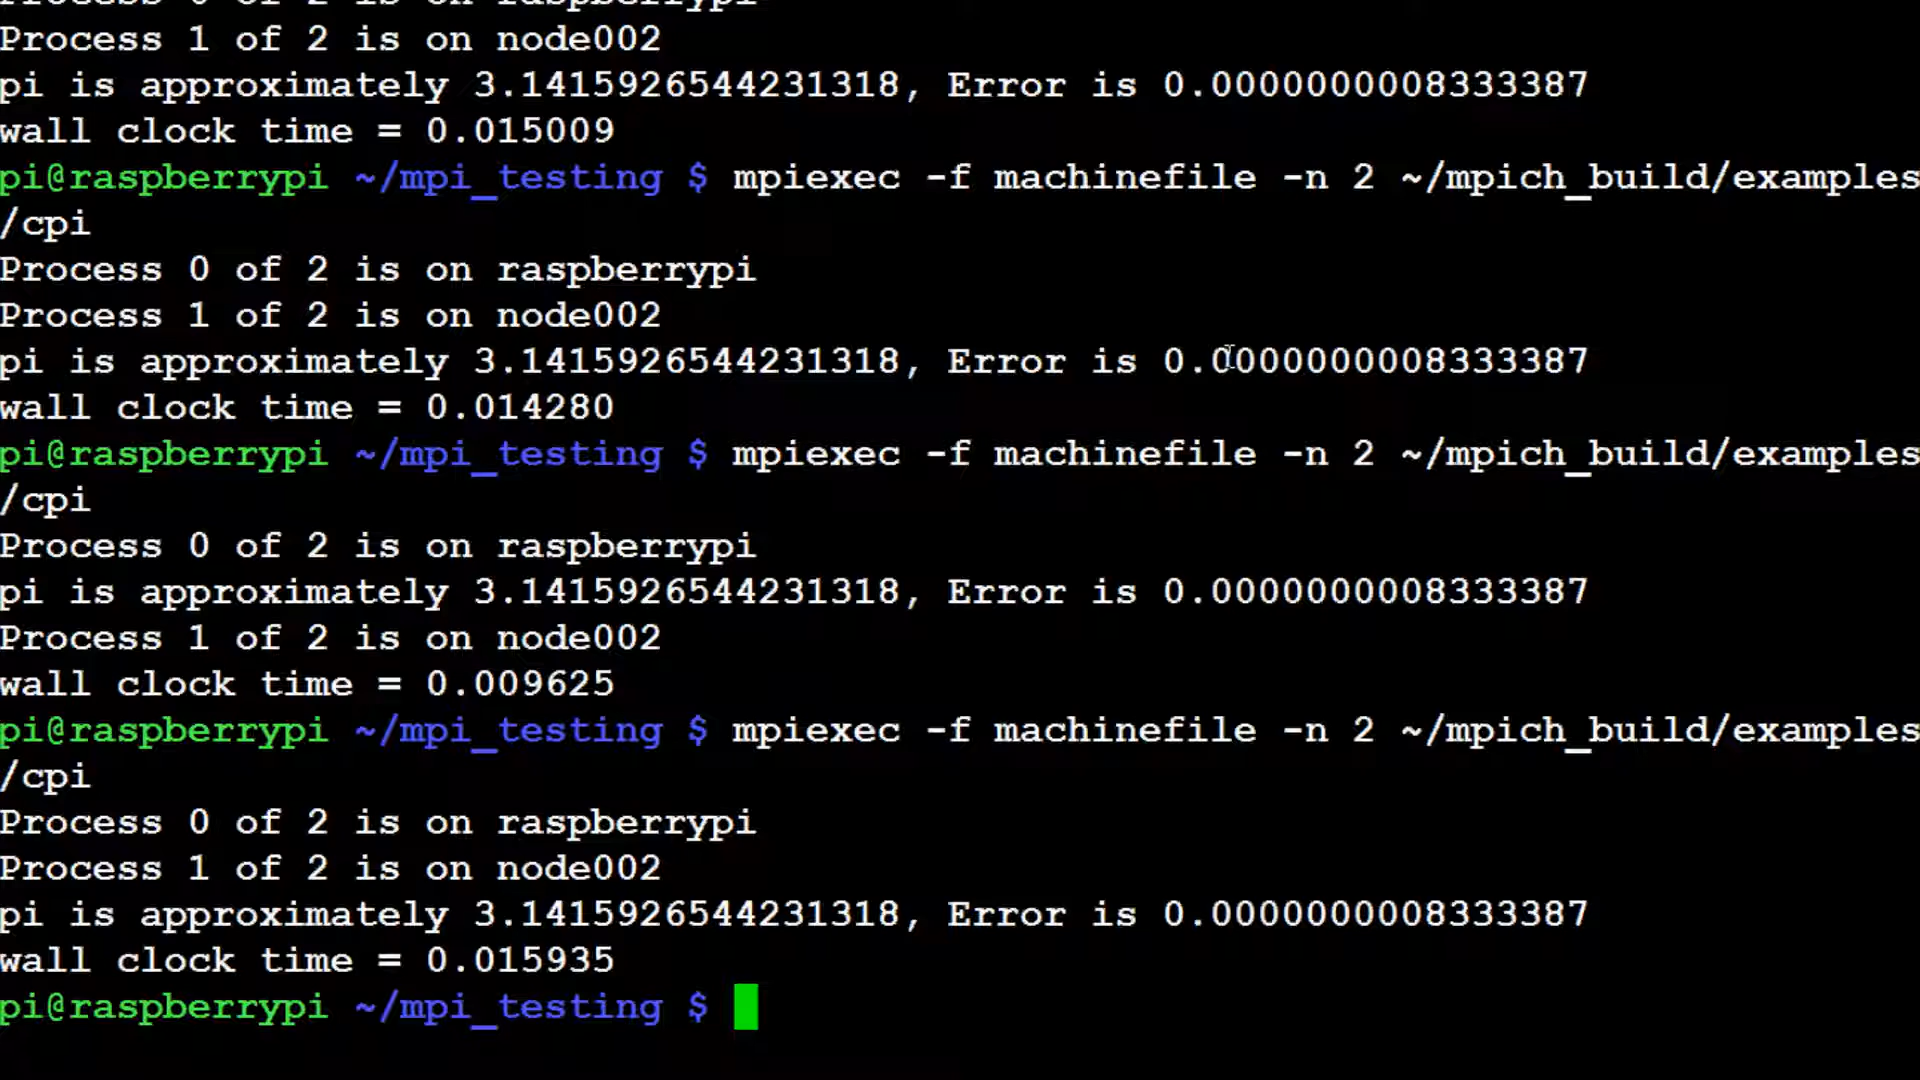 Process 0 of 2 is on raspberrypi
Process 1 of 2 is on node002
pi is approximately 3.1415926544231318, Error is 0.0000000008333387
wall clock time = 0.015009
pi@raspberrypi ~/mpi_testing $ mpiexec -f machinefile -n 2 ~/mpich_build/examples
/cpi
Process 0 of 2 is on raspberrypi
Process 1 of 2 is on node002
pi is approximately 3.1415926544231318, Error is 0.0000000008333387
wall clock time = 0.014280
pi@raspberrypi ~/mpi_testing $ mpiexec -f machinefile -n 2 ~/mpich_build/examples
/cpi
Process 0 of 2 is on raspberrypi
pi is approximately 3.1415926544231318, Error is 0.0000000008333387
Process 1 of 2 is on node002
wall clock time = 0.009625
pi@raspberrypi ~/mpi_testing $ mpiexec -f machinefile -n 2 ~/mpich_build/examples
/cpi
Process 0 of 2 is on raspberrypi
Process 1 of 2 is on node002
pi is approximately 3.1415926544231318, Error is 0.0000000008333387
wall clock time = 0.015935
pi@raspberrypi ~/mpi_testing $